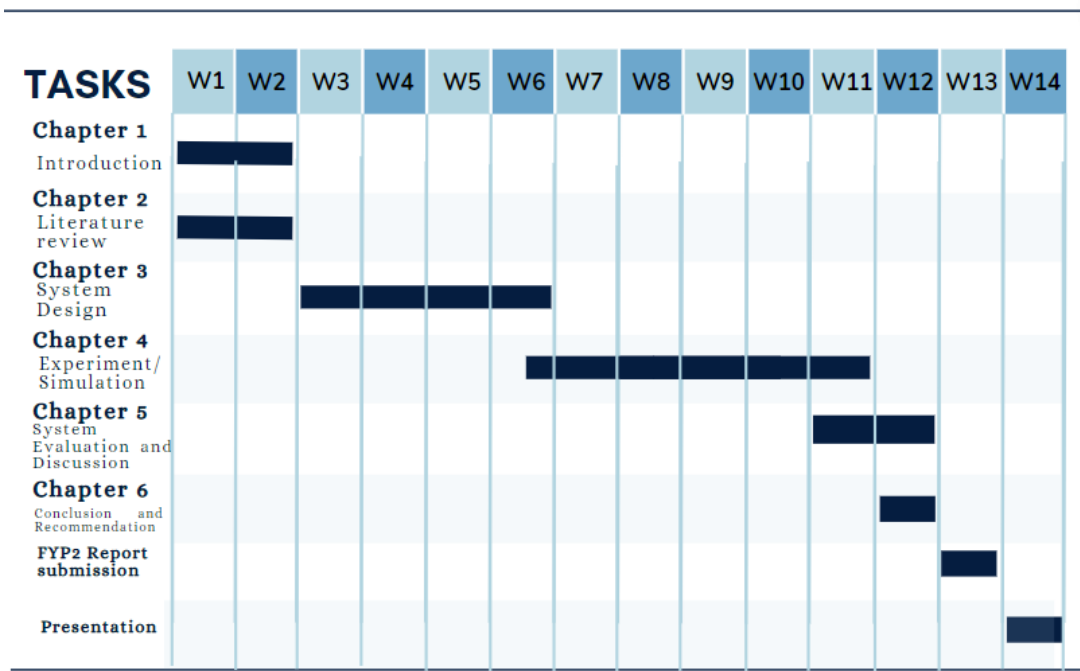 TASKS W1 W2 W3 W4 W5 W6 W7 W8 W9 W10 W11 W12 W13 W14
Chapter 1
Introduction
Chapter 2
Literature
review
Chapter 3
System
Design
Chapter 4
Experiment/
Simulation
Chapter 5
System
Evaluation and
Discussion
Chapter 6
Conclusion and
Recommendation
FYP2 Report
submission
Presentation